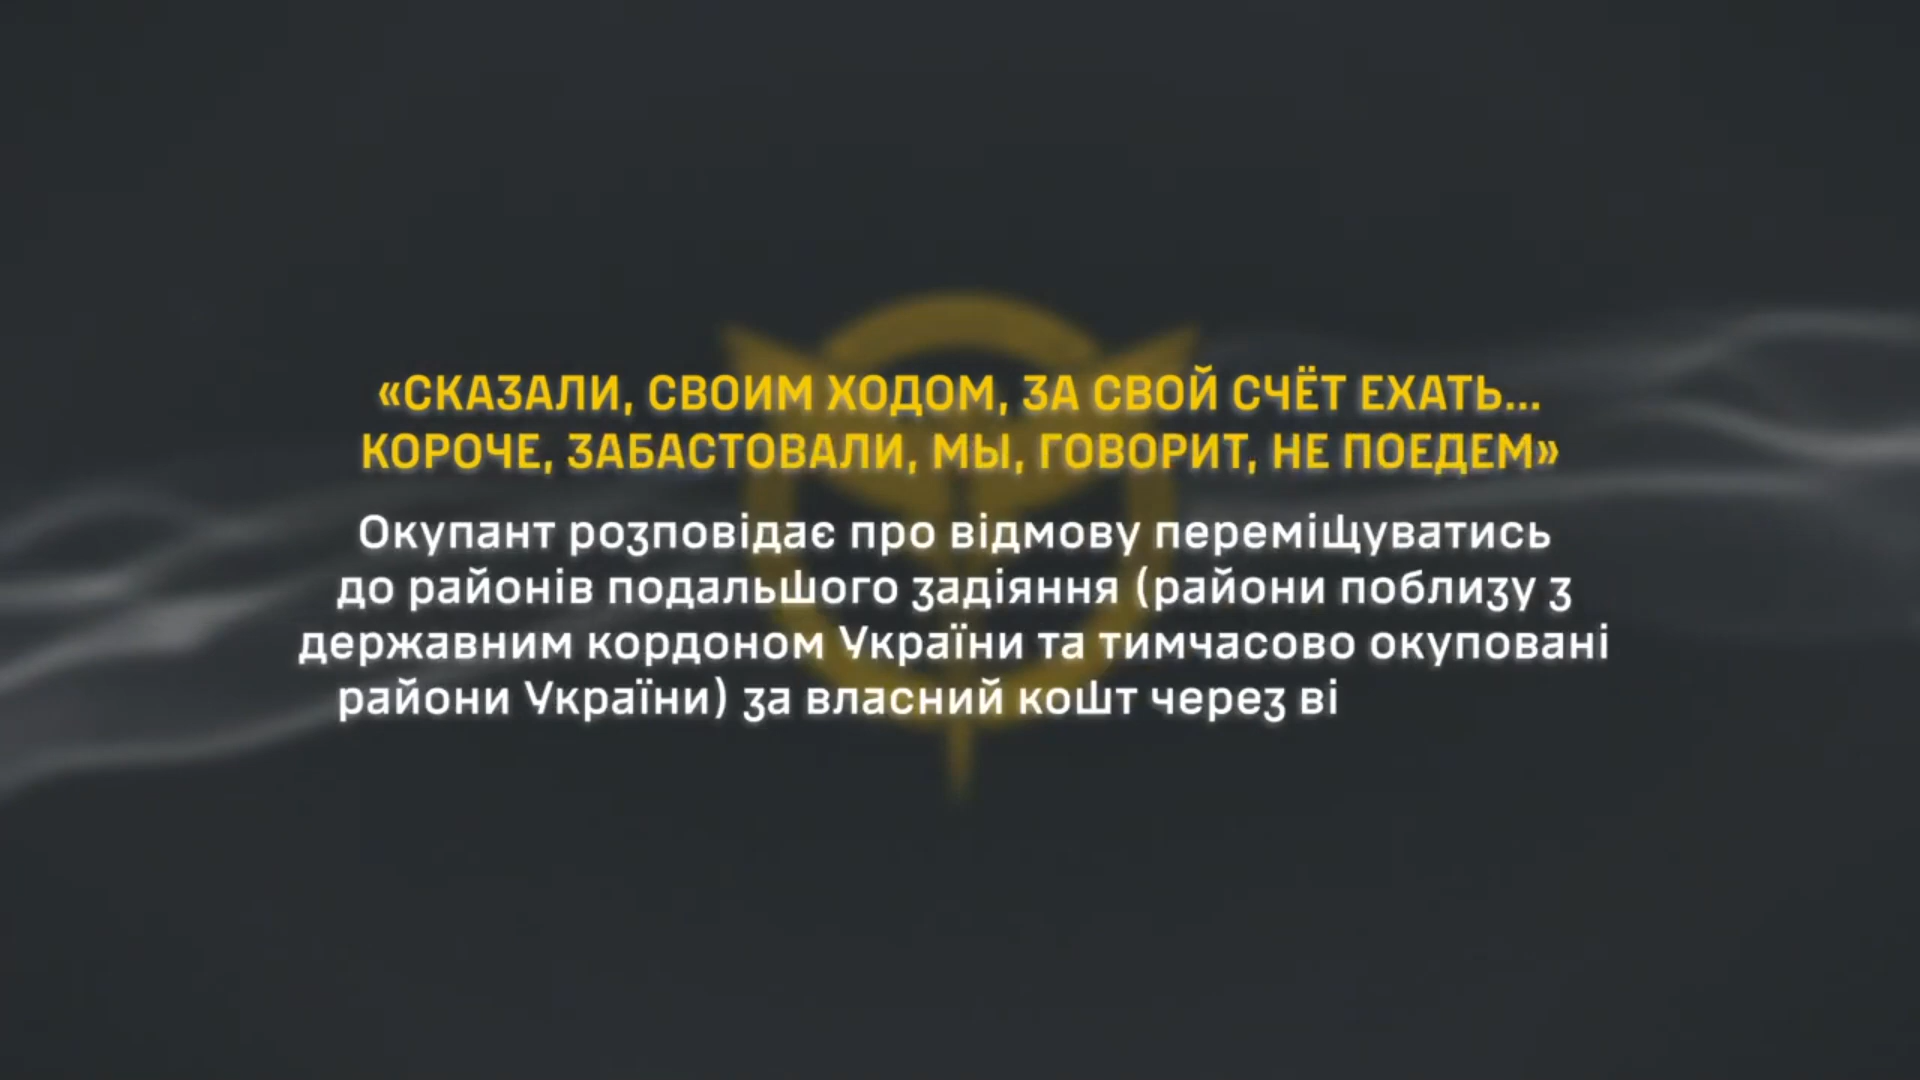 «СКАЗАЛИ, СВОИМ ХОДОМ, ЗА СВОЙ СЧЁТ ЕХАТЬ...
КОРОЧЕ, ЗАБАСТОВАЛИ, МЫ, ГОВОРИТ, НЕ ПОЕДЕМ»
Окупант розповідає про відмову переміщуватись
до районів подальшого задіяння (райони поблизу з
державним кордоном України та тимчасово окуповані
райони України) за власний кошт через ві